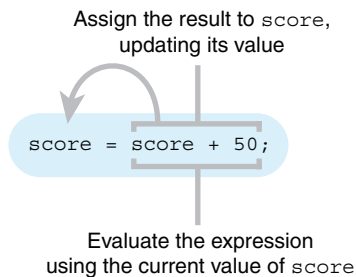 Assign the result to score,
updating its value
score = score + 50;
Evaluate the expression
using the current value of score